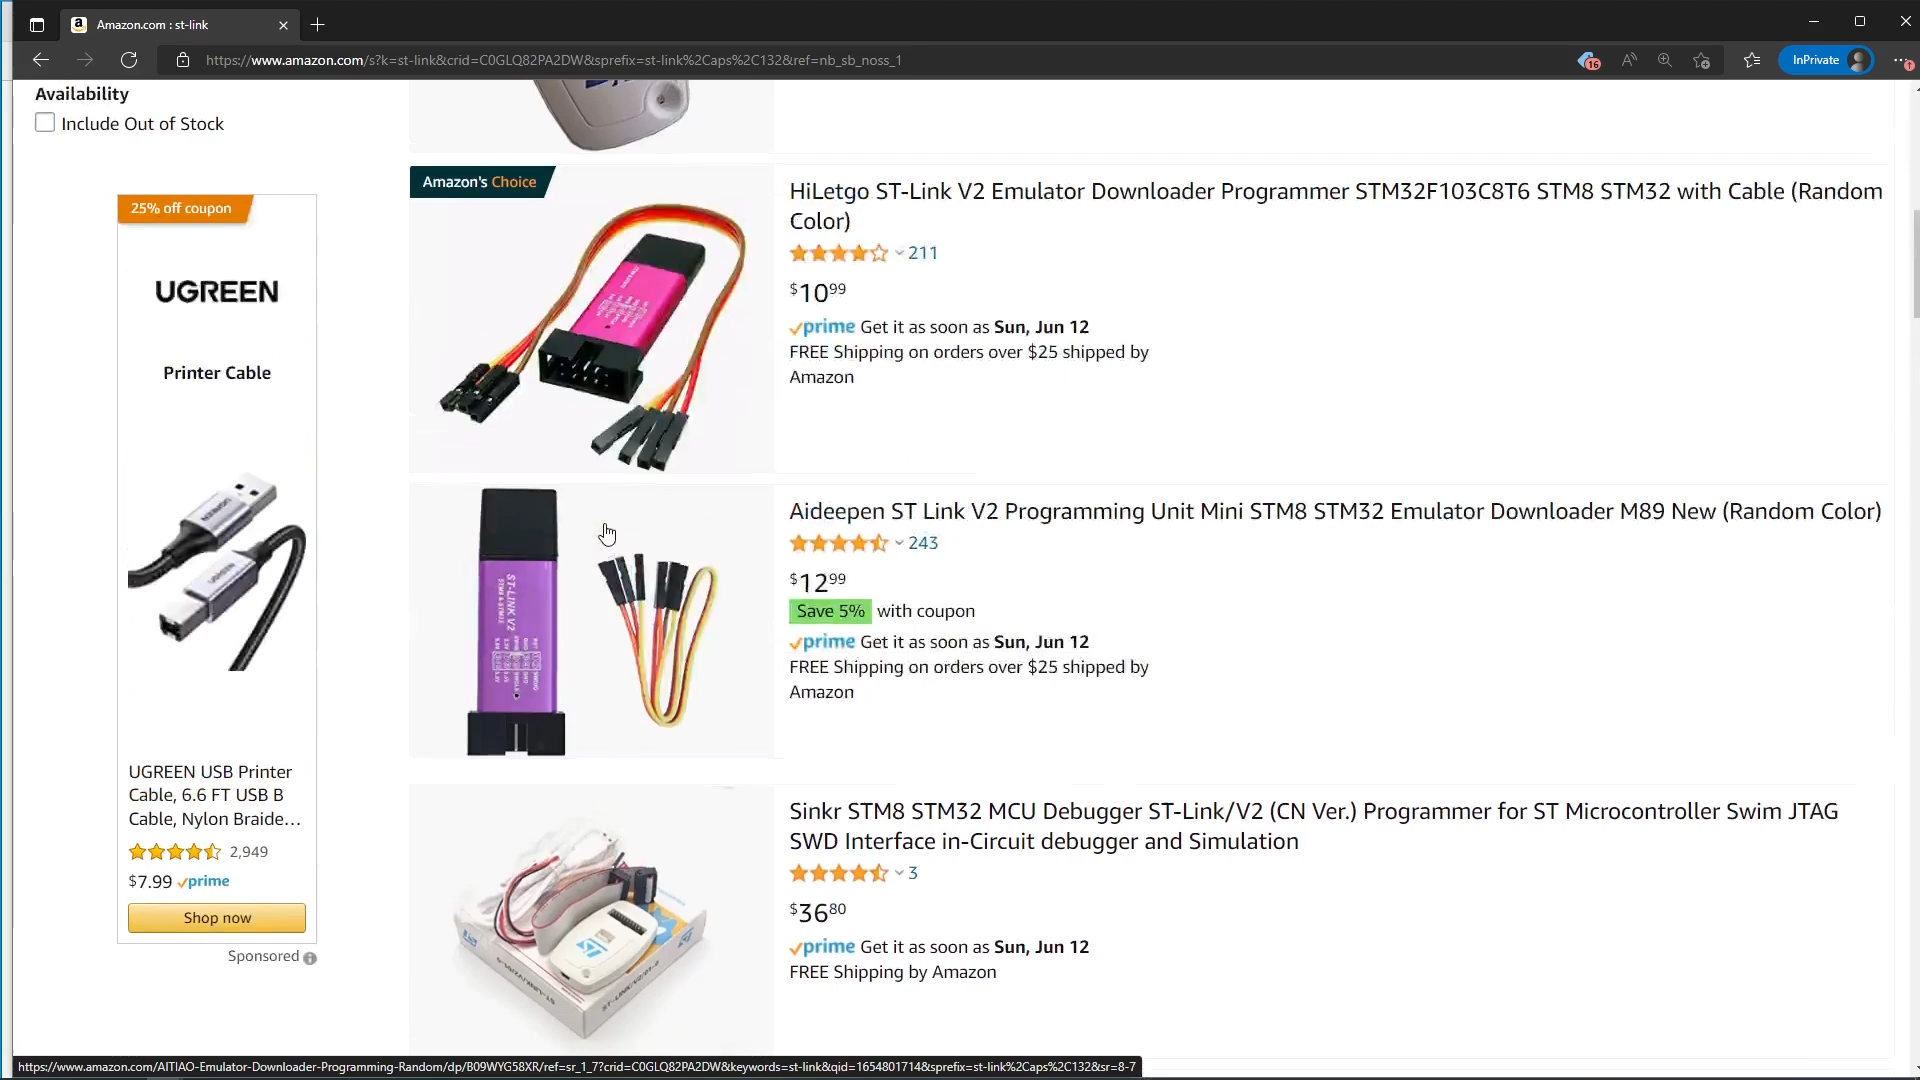 Amazon.com : st-link
https://www.amazon.com/s?k=st-link&crid=C0GLQ82PA2DW&sprefix=st-link%2Caps%2C132&ref=nb_sb_noss_1
16
InPrivate
Availability
Include Out of Stock
25% off coupon
UGREEN
Printer Cable
UGREEN USB Printer
Cable, 6.6 FT USB B
Cable, Nylon Braide...
2,949
$7.99 prime
Shop now
Sponsored
Amazon's Choice
HiLetgo ST-Link V2 Emulator Downloader Programmer STM32F103C8T6 STM8 STM32 with Cable (Random
Color)
211
$10.99
prime Get it as soon as Sun, Jun 12
FREE Shipping on orders over $25 shipped by
Amazon
ST-LINK V2
Aideepen ST Link V2 Programming Unit Mini STM8 STM32 Emulator Downloader M89 New (Random Color)
243
$12.99
Save 5% with coupon
prime Get it as soon as Sun, Jun 12
FREE Shipping on orders over $25 shipped by
Amazon
Sinkr STM8 STM32 MCU Debugger ST-Link/V2 (CN Ver.) Programmer for ST Microcontroller Swim JTAG
SWD Interface in-Circuit debugger and Simulation
3
$36.80
prime Get it as soon as Sun, Jun 12
FREE Shipping by Amazon
https://www.amazon.com/AITIAO-Emulator-Downloader-Programming-Random/dp/B09WYG58XR/ref=sr_1_7?crid=C0GLQ82PA2DW&keywords=st-link&qid=1654801714&sprefix=st-link%2Caps%2C132&sr=8-7